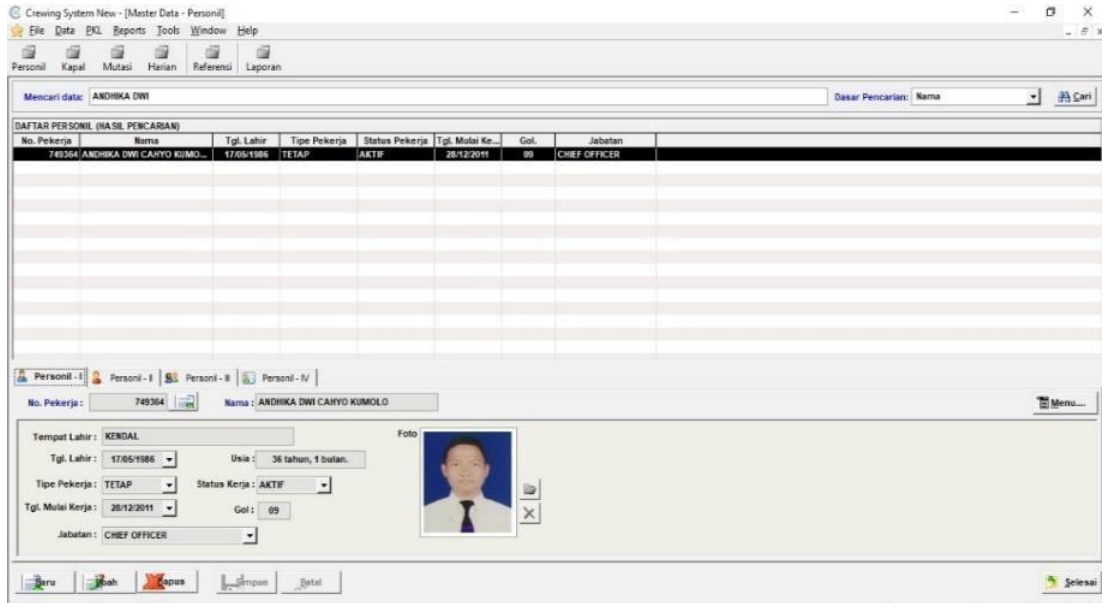 Crewing System New - [Master Data - Personil]
File Data PKL Reports Tools Window Help
Personil Kapal Mutasi Harian Referensi Laporan
Mencari data: ANDHIKA DWI Dasar Pencarian: Nama Cari
DAFTAR PERSONIL (HASIL PENCARIAN)
No. Pekerja Nama Tgl. Lahir Tipe Pekerja Status Pekerja Tgl. Mulai Ke... Gol. Jabatan
749364 ANDHIKA DWI CAHYO KUMO... 17/05/1986 TETAP AKTIF 28/12/2011 09 CHIEF OFFICER
Personil - I Personil - II Personil - III Personil - IV
No. Pekerja : 749364 Nama : ANDHIKA DWI CAHYO KUMOLO Menu....
Tempat Lahir : KENDAL Foto
Tgl. Lahir : 17/05/1986 Usia : 36 tahun, 1 bulan.
Tipe Pekerja : TETAP Status Kerja : AKTIF
Tgl. Mulai Kerja : 28/12/2011 Gol : 09
Jabatan : CHIEF OFFICER
Baru Ubah Hapus Simpan Batal Selesai